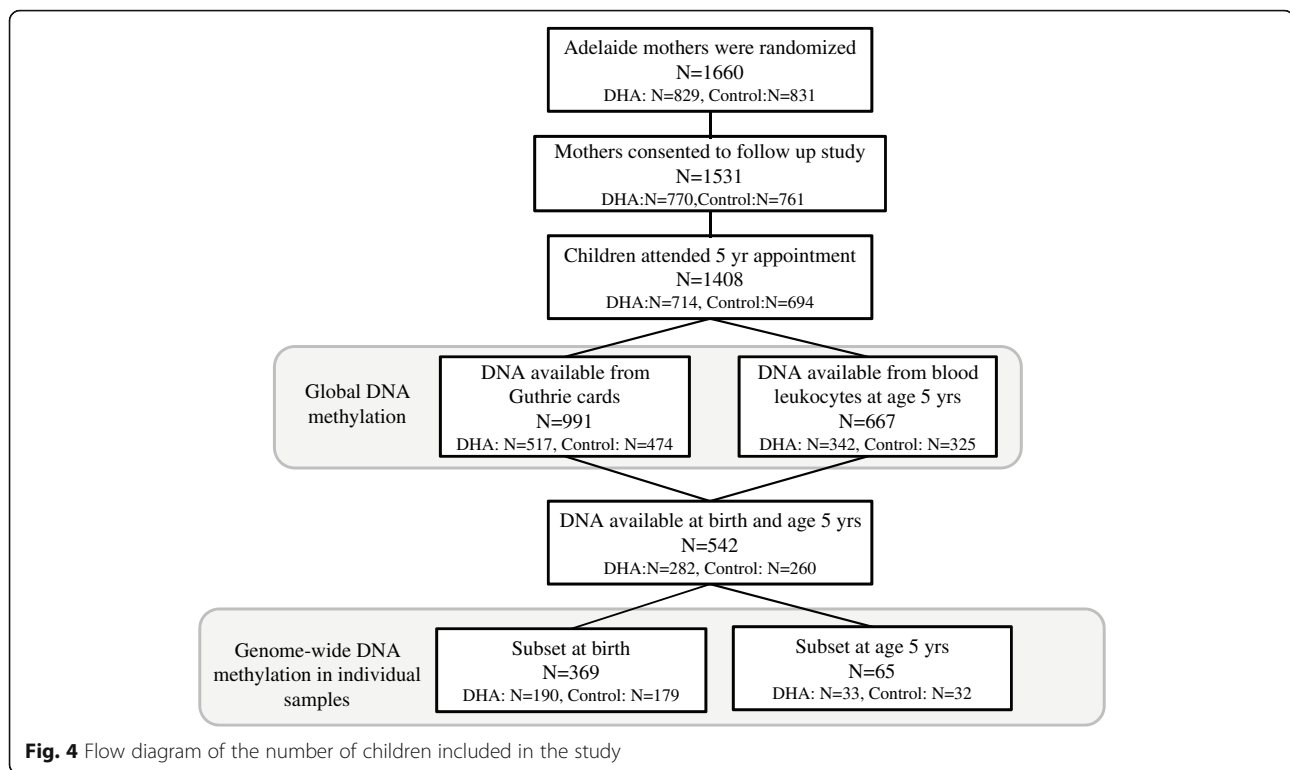 Adelaide mothers were randomized
N=1660
DHA: N=829, Control:N=831
Mothers consented to follow up study
N=1531
DHA:N=770,Control:N=761
Children attended 5 yr appointment
N=1408
DHA:N=714, Control:N=694
Global DNA
methylation
DNA available from
Guthrie cards
N=991
DHA: N=517, Control: N=474
DNA available from blood
leukocytes at age 5 yrs
N=667
DHA: N=342, Control: N=325
DNA available at birth and age 5 yrs
N=542
DHA:N=282, Control: N=260
Genome-wide DNA
methylation in individual
samples
Subset at birth
N=369
DHA: N=190, Control: N=179
Subset at age 5 yrs
N=65
DHA: N=33, Control: N=32
Fig. 4 Flow diagram of the number of children included in the study